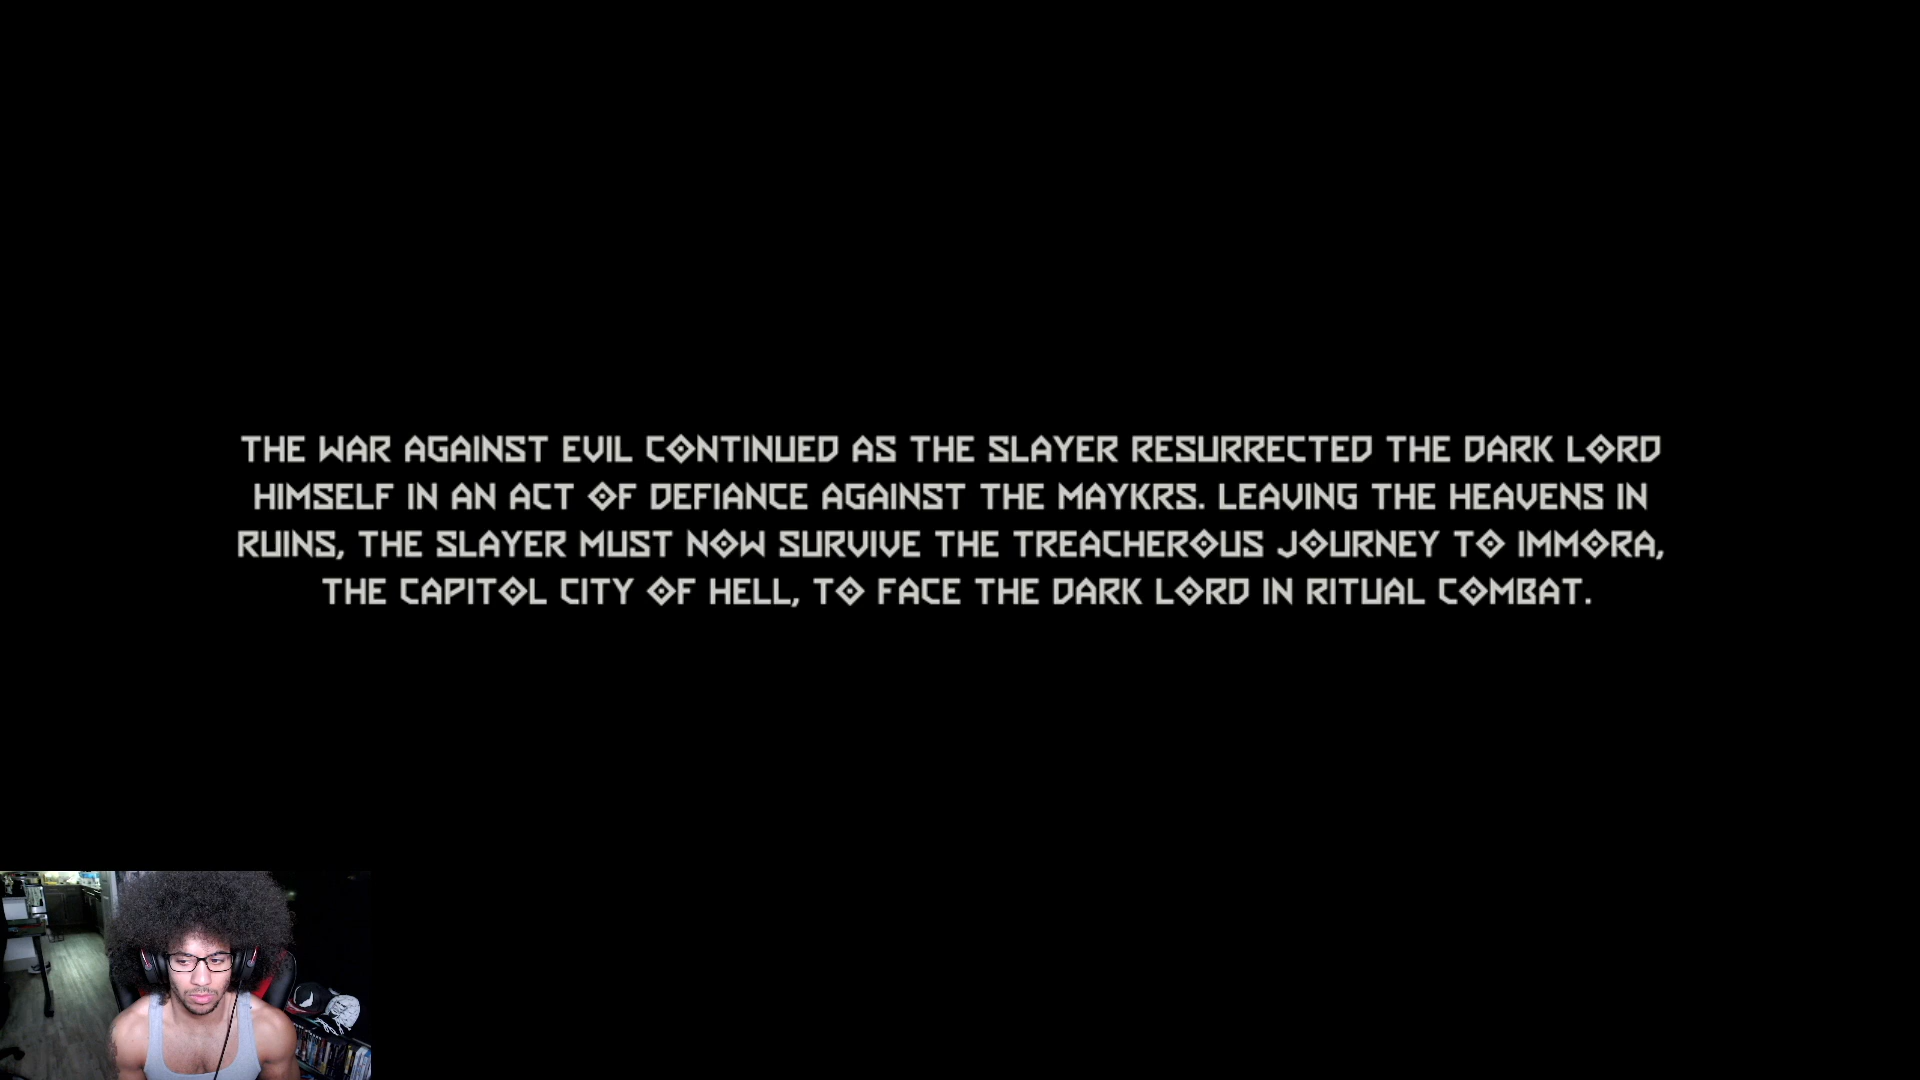 THE WAR AGAINST EVIL CONTINUED AS THE SLAYER RESURRECTED THE DARK LORD
HIMSELF IN AN ACT OF DEFIANCE AGAINST THE MAYKRS. LEAVING THE HEAVENS IN
RUINS, THE SLAYER MUST NOW SURVIVE THE TREACHEROUS JOURNEY TO IMMORA,
THE CAPITOL CITY OF HELL, TO FACE THE DARK LORD IN RITUAL COMBAT.